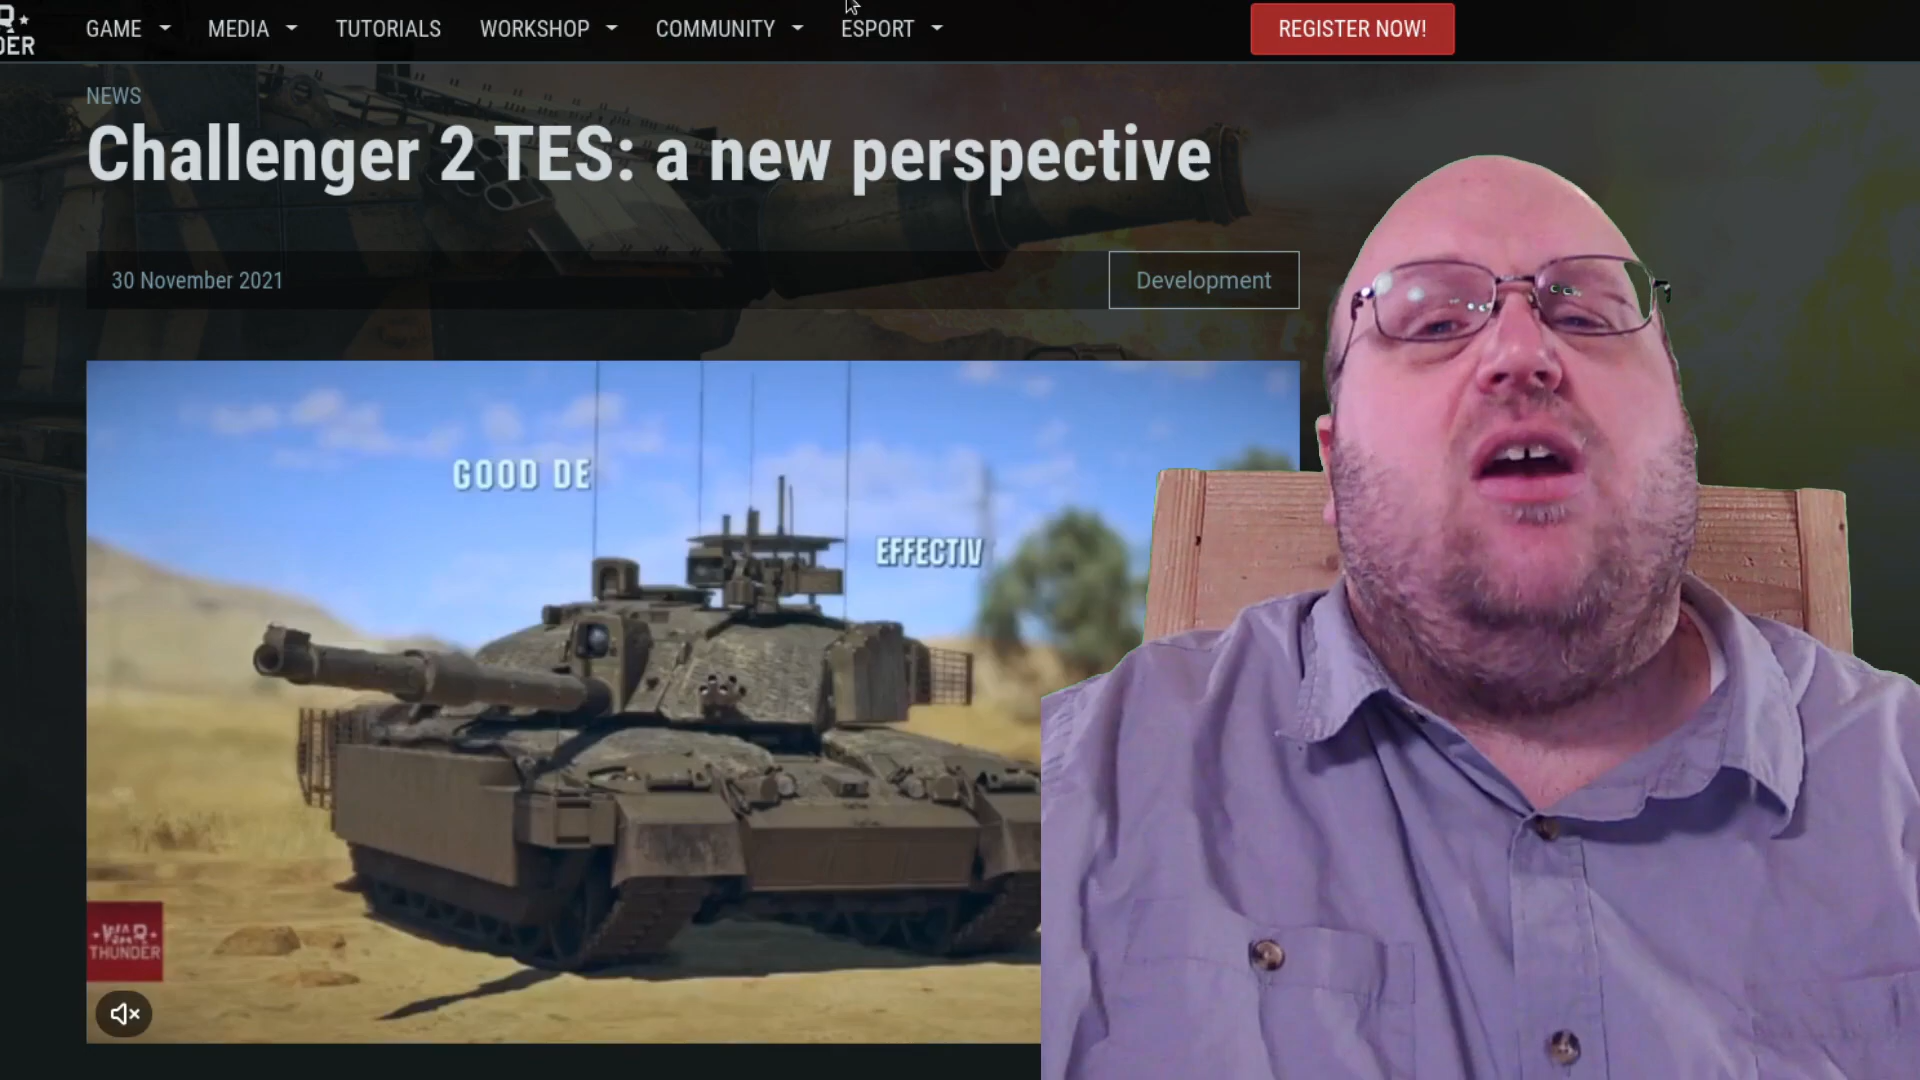 GAME MEDIA TUTORIALS WORKSHOP COMMUNITY ESPORT REGISTER NOW!
NEWS
Challenger 2 TES: a new perspective
30 November 2021 Development
GOOD DE
EFFECTIV
WAR
THUNDER